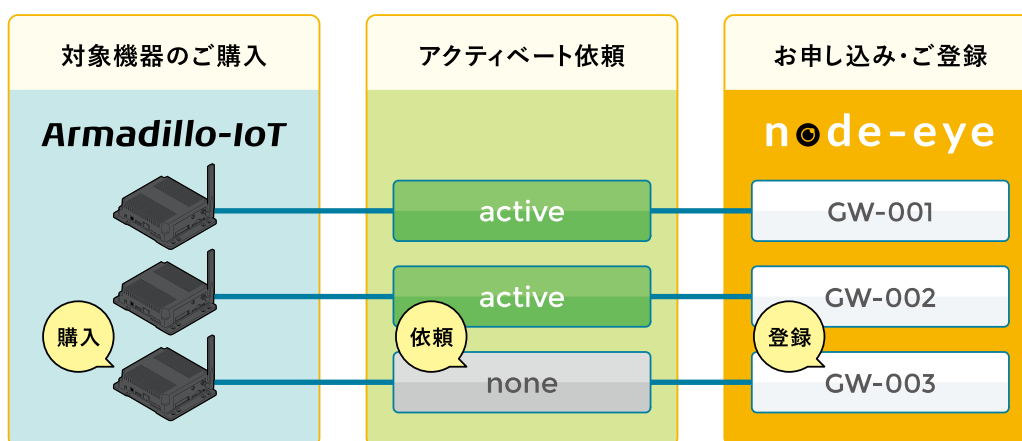 対象機器のご購入
アクティベート依頼
お申し込み・ご登録
Armadillo-IoT
node-eye
active
GW-001
active
GW-002
購入
依頼
登録
none
GW-003